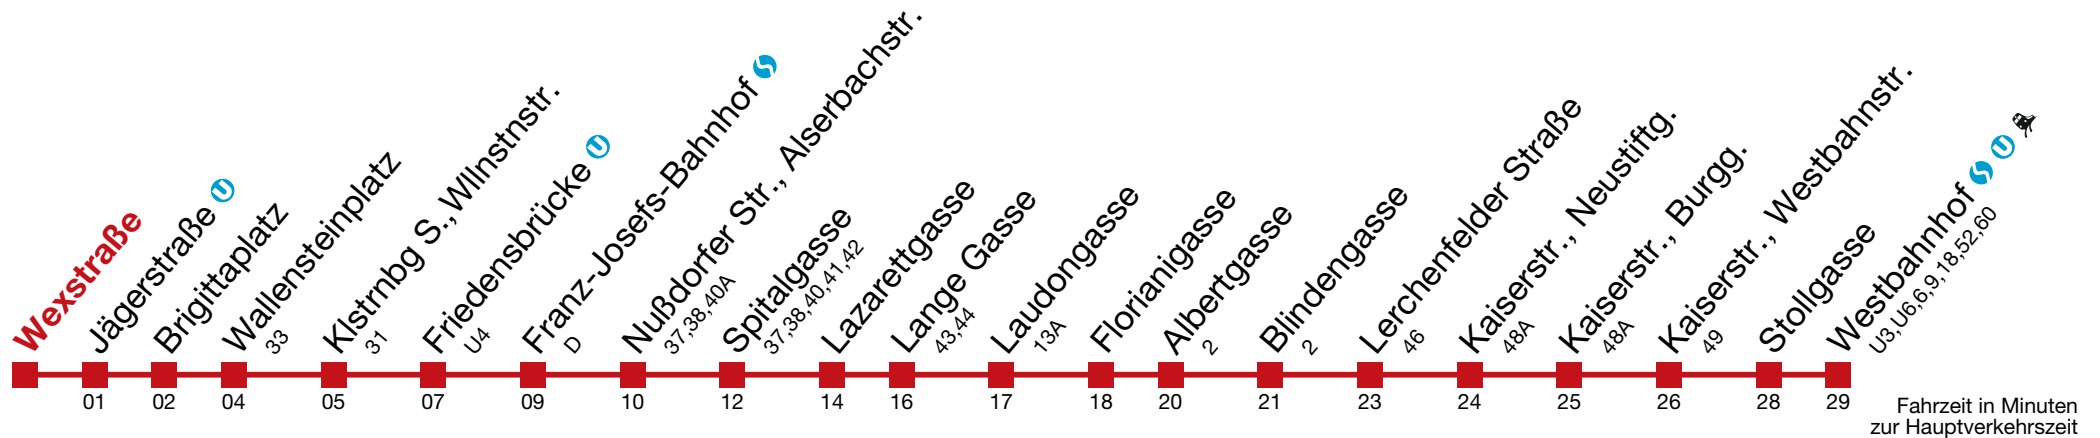 Wexstraße
Jägerstraße U
01
Brigittaplatz
02
Wallensteinplatz
33
04
Klstrnbg S., Wllnstnstr.
31
05
Friedensbrücke U
U4
07
Franz-Josefs-Bahnhof S
D
09
Nußdorfer Str., Alserbachstr.
37,38,40A
10
Spitalgasse
37,38,40,41,42
12
Lazarettgasse
14
Lange Gasse
43,44
16
Laudongasse
13A
17
Florianigasse
18
Albertgasse
2
20
Blindengasse
2
21
Lerchenfelder Straße
46
23
Kaiserstr., Neustiftg.
48A
24
Kaiserstr., Burgg.
48A
25
Kaiserstr., Westbahnstr.
49
26
Stollgasse
28
Westbahnhof S U
U3,U6,6,9,18,52,60
29
Fahrzeit in Minuten
zur Hauptverkehrszeit